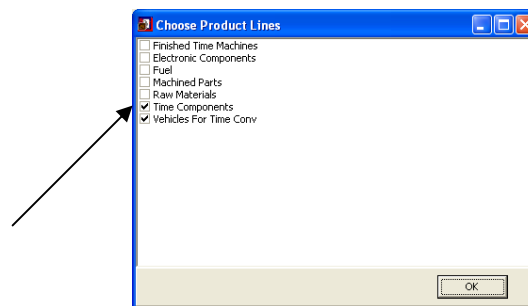 Choose Product Lines
Finished Time Machines
Electronic Components
Fuel
Machined Parts
Raw Materials
Time Components
Vehicles For Time Conv
OK